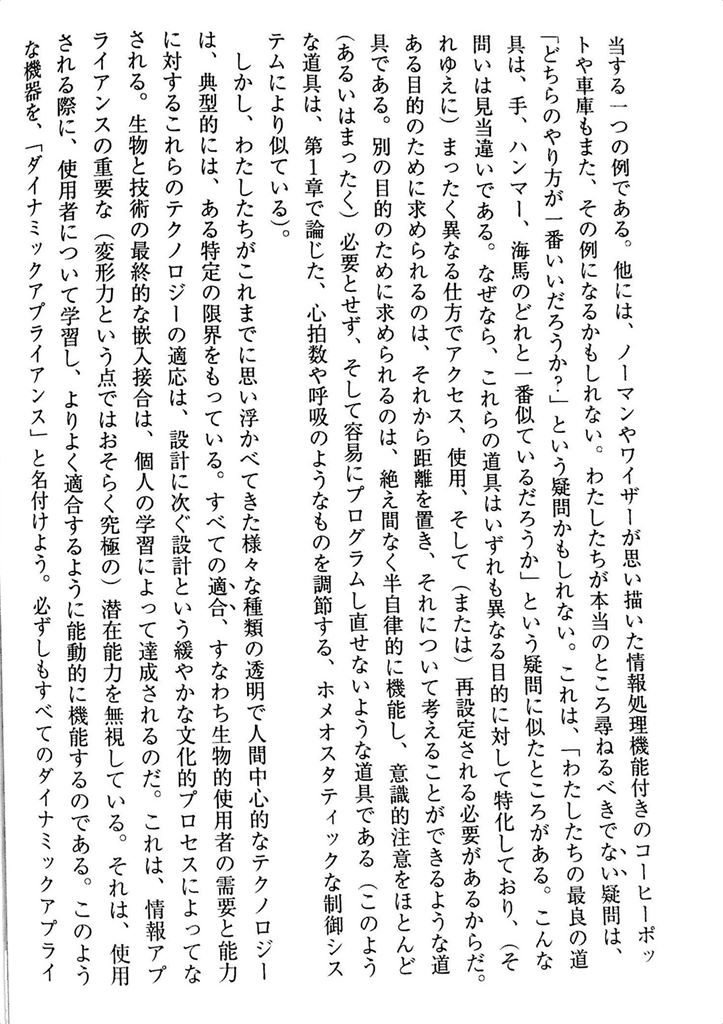 当する一つの例である。他には、ノーマンやワイザーが思い描いた情報処理機能付きのコーヒーポッ
トや車庫もまた、その例になるかもしれない。わたしたちが本当のところ尋ねるべきでない疑問は、
「どちらのやり方が一番いいだろうか？」という疑問かもしれない。これは、「わたしたちの最良の道
具は、手、ハンマー、海馬のどれと一番似ているだろうか」という疑問に似たところがある。こんな
問いは見当違いである。なぜなら、これらの道具はいずれも異なる目的に対して特化しており、（そ
れゆえに）まったく異なる仕方でアクセス、使用、そして（または）再設定される必要があるからだ。
ある目的のために求められるのは、それから距離を置き、それについて考えることができるような道
具である。別の目的のために求められるのは、絶え間なく半自律的に機能し、意識的注意をほとんど
（あるいはまったく）必要とせず、そして容易にプログラムし直せないような道具である（このよう
な道具は、第1章で論じた、心拍数や呼吸のようなものを調節する、ホメオスタティックな制御シス
テムにより似ている）。
しかし、わたしたちがこれまでに思い浮かべてきた様々な種類の透明で人間中心的なテクノロジー
は、典型的には、ある特定の限界をもっている。すべての適合、すなわち生物的使用者の需要と能力
に対するこれらのテクノロジーの適応は、設計に次ぐ設計という緩やかな文化的プロセスによってな
される。生物と技術の最終的な嵌入接合は、個人の学習によって達成されるのだ。これは、情報アプ
ライアンスの重要な（変形力という点ではおそらく究極の）潜在能力を無視している。それは、使用
される際に、使用者について学習し、よりよく適合するように能動的に機能するのである。このよう
な機器を、「ダイナミックアプライアンス」と名付けよう。必ずしもすべてのダイナミックアプライ